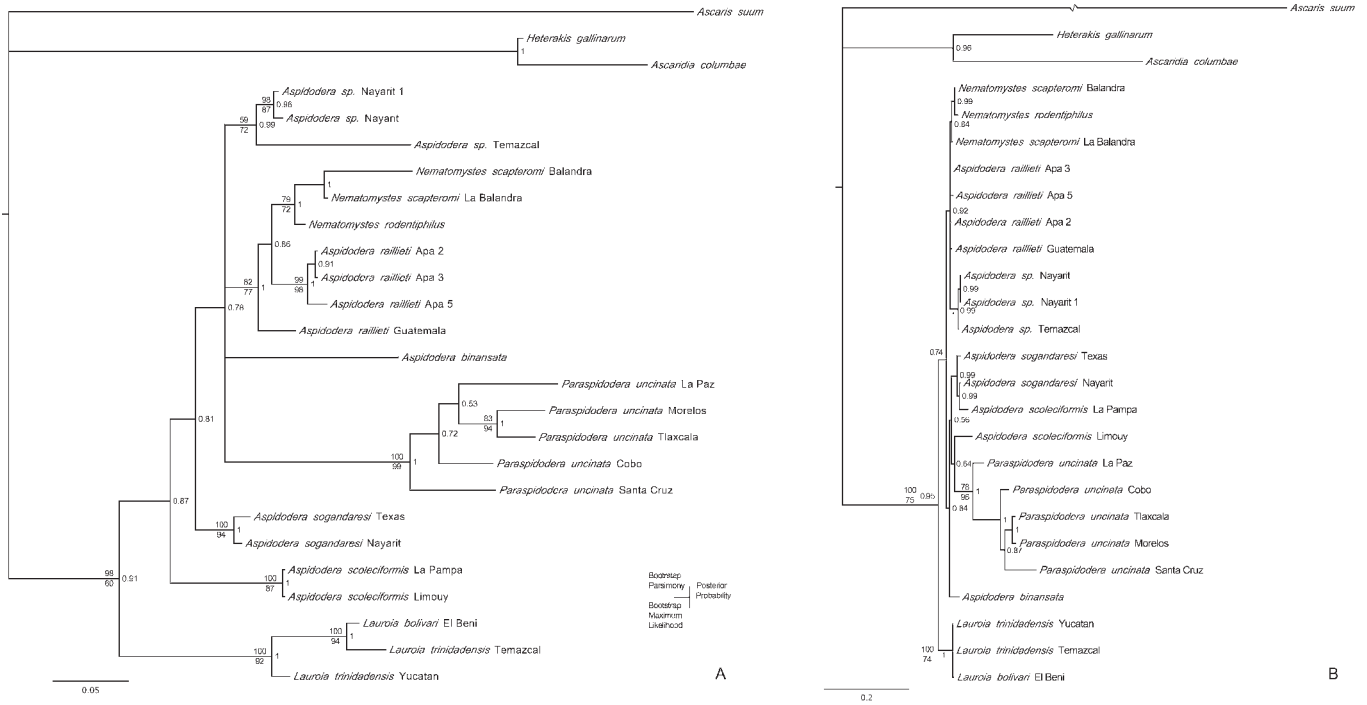 Ascaris suum
Heterakis gallinarum
1
Ascaridia columbae
Aspidodera sp. Nayarit 1
98
87
0.96
Aspidodera sp. Nayarit
59
72
0.99
Aspidodera sp. Temazcal
Nematomystes scapteromi Balandra
1
Nematomystes scapteromi La Balandra
79
72
1
Nematomystes rodentiphilus
0.86
Aspidodera raillieti Apa 2
0.91
Aspidodera raillieti Apa 3
99
98
1
82
77
1
Aspidodera raillieti Apa 5
0.78
Aspidodera raillieti Guatemala
Aspidodera binansata
Paraspidodera uncinata La Paz
0.53
Paraspidodera uncinata Morelos
83
94
1
0.81
Paraspidodera uncinata Tlaxcala
0.72
100
99
1
Paraspidodera uncinata Cobo
Paraspidodera uncinata Santa Cruz
0.87
Aspidodera sogandaresi Texas
100
94
1
Aspidodera sogandaresi Nayarit
98
60
0.91
Aspidodera scoleciformis La Pampa
100
87
1
Aspidodera scoleciformis Limouy
Lauroia bolivari El Beni
100
94
1
Lauroia trinidadensis Temazcal
100
92
1
Lauroia trinidadensis Yucatan
0.05
Bootstrep
Parsimony
Posterior
Probability
Bootstrap
Maximum
Likelihood
A
Ascaris suum
Heterakis gallinarum
0.96
Ascaridia columbae
Nematomystes scapteromi Balandra
0.99
Nematomystes rodentiphilus
0.84
Nematomystes scapteromi La Balandra
Aspidodera raillieti Apa 3
Aspidodera raillieti Apa 5
0.92
Aspidodera raillieti Apa 2
Aspidodera raillieti Guatemala
Aspidodera sp. Nayarit
0.99
Aspidodera sp. Nayarit 1
0.99
Aspidodera sp. Temazcal
0.74
Aspidodera sogandaresi Texas
0.99
Aspidodera sogandaresi Nayarit
0.99
Aspidodera scoleciformis La Pampa
0.56
Aspidodera scoleciformis Limouy
0.64
Paraspidodera uncinata La Paz
78
96
1
100
75
0.95
0.84
Paraspidodera uncinata Cobo
1
Paraspidodera uncinata Tlaxcala
1
Paraspidodera uncinata Morelos
0.87
Paraspidodera uncinata Santa Cruz
Aspidodera binansata
Lauroia trinidadensis Yucatan
100
74
1
Lauroia trinidadensis Temazcal
Lauroia bolivari El Beni
0.2
B